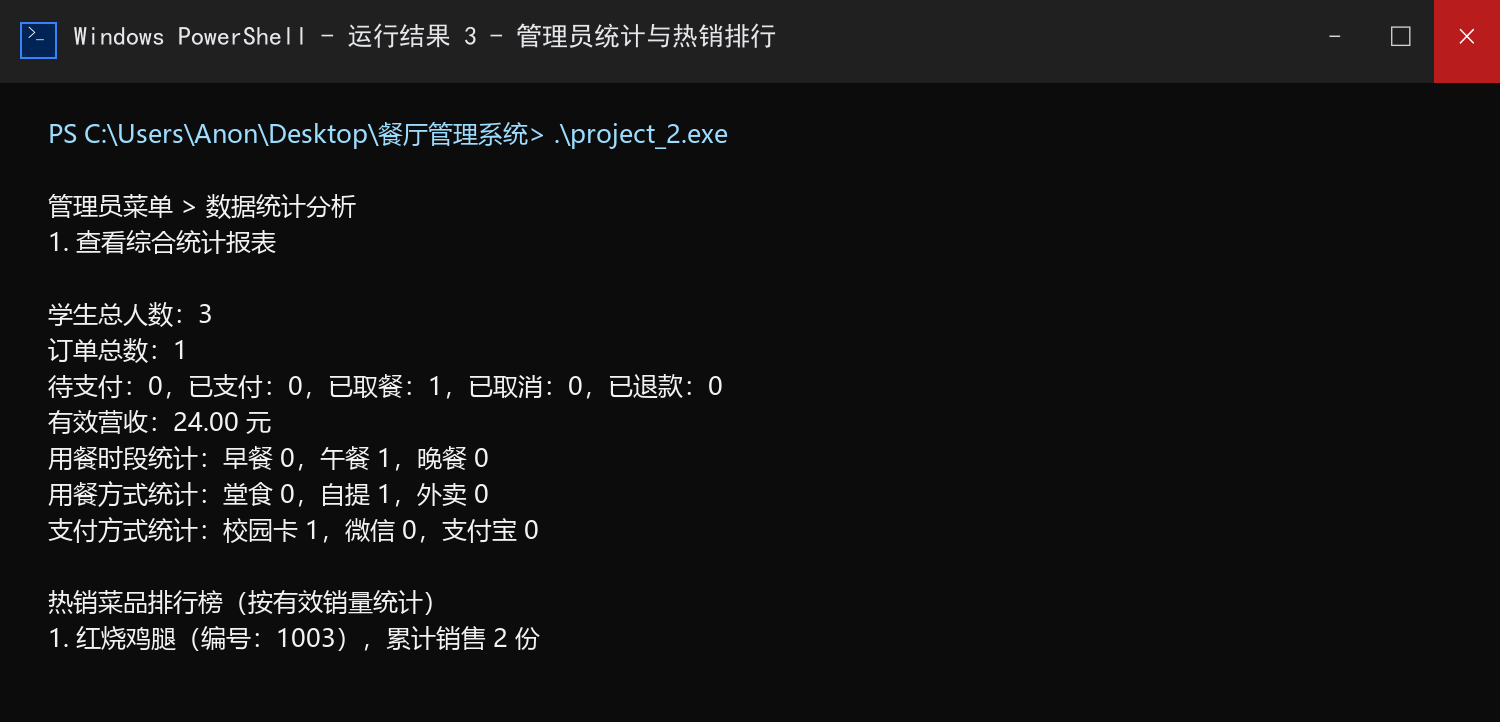 Windows PowerShell - 运行结果 3 - 管理员统计与热销排行
PS C:\Users\Anon\Desktop\餐厅管理系统> .\project_2.exe
管理员菜单 > 数据统计分析
1. 查看综合统计报表
学生总人数：3
订单总数：1
待支付：0，已支付：0，已取餐：1，已取消：0，已退款：0
有效营收：24.00 元
用餐时段统计：早餐 0，午餐 1，晚餐 0
用餐方式统计：堂食 0，自提 1，外卖 0
支付方式统计：校园卡 1，微信 0，支付宝 0
热销菜品排行榜（按有效销量统计）
1. 红烧鸡腿（编号：1003），累计销售 2 份